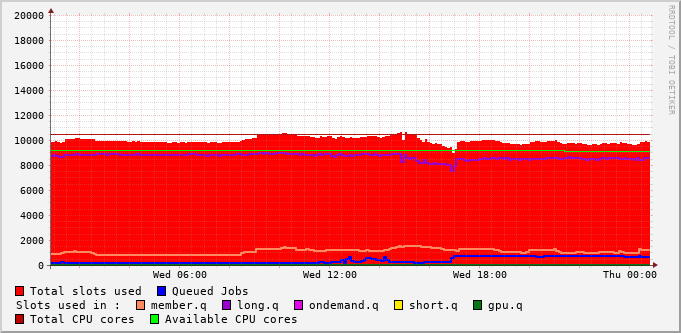 RRDTOOL / TOBI OETIKER
20000
18000
16000
14000
12000
10000
8000
6000
4000
2000
0
Wed 06:00 Wed 12:00 Wed 18:00 Thu 00:00
Total slots used Queued Jobs
Slots used in : member.q long.q ondemand.q short.q gpu.q
Total CPU cores Available CPU cores